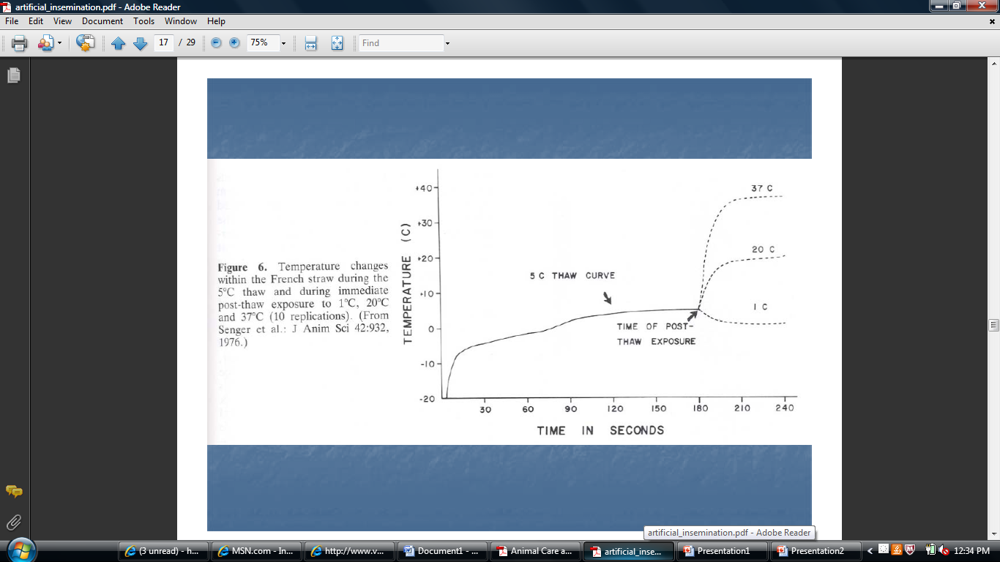 artificial_insemination.pdf - Adobe Reader
File Edit View Document Tools Window Help
17 / 29 75% Find
+40
+30
+20
+10
0
-10
-20
TEMPERATURE (C)
37 C
20 C
5 C THAW CURVE
1 C
TIME OF POST-
THAW EXPOSURE
30 60 90 120 150 180 210 240
TIME IN SECONDS
Figure 6. Temperature changes
within the French straw during the
5°C thaw and during immediate
post-thaw exposure to 1°C, 20°C
and 37°C (10 replications). (From
Senger et al.: J Anim Sci 42:932,
1976.)
artificial_insemination.pdf - Adobe Reader
(3 unread) - h... MSN.com - In... http://www.v... Document1 - ... Animal Care a... artificial_inse... Presentation1 Presentation2 12:34 PM